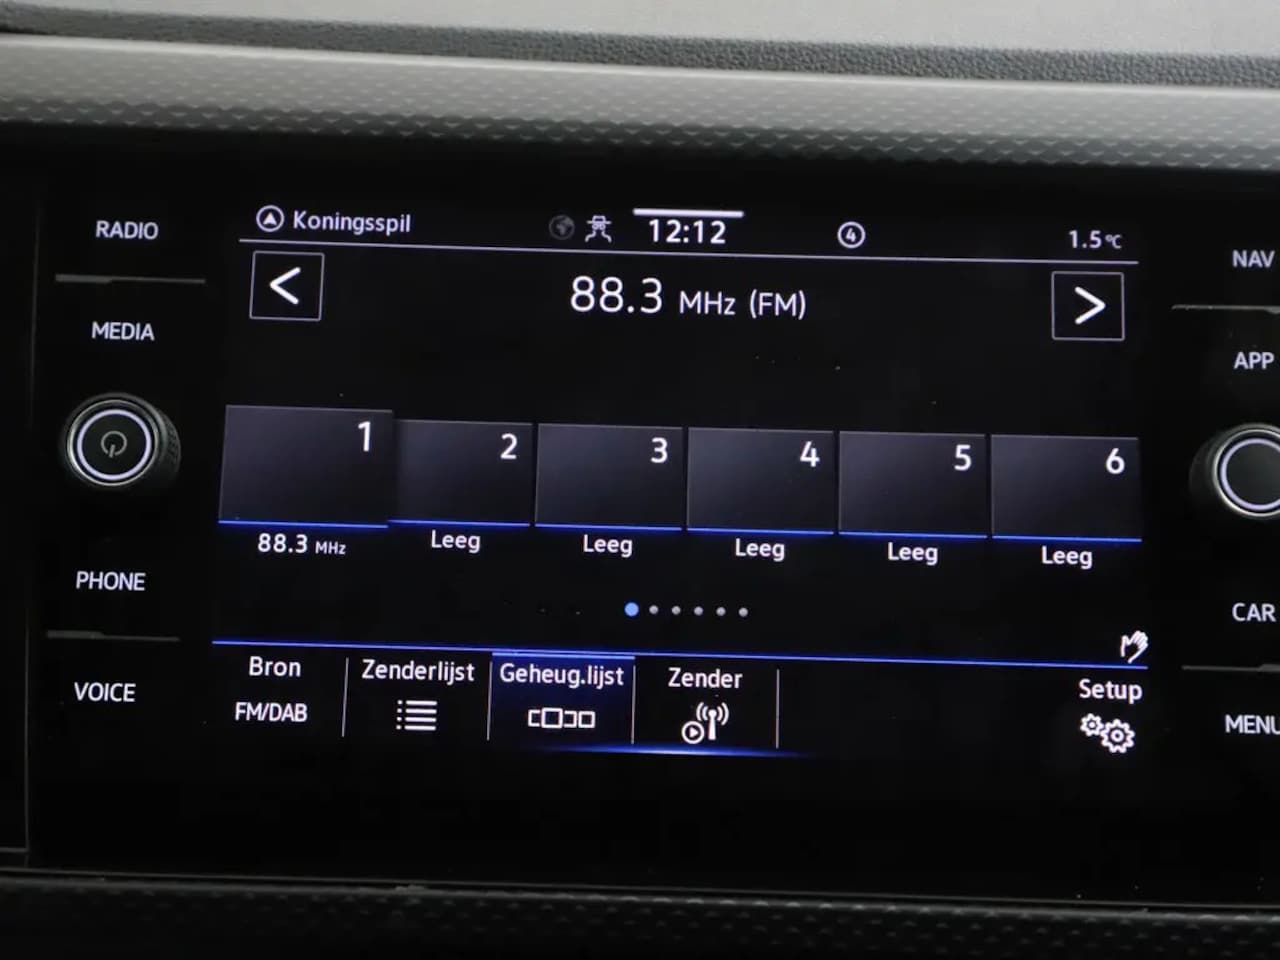 RADIO
MEDIA
PHONE
VOICE
Koningsspil
12:12
4
1.5°C
<
88.3 MHz (FM)
>
1
2
3
4
5
6
88.3 MHz
Leeg
Leeg
Leeg
Leeg
Leeg
Bron
FM/DAB
Zenderlijst
Geheug.lijst
Zender
Setup
NAV
APP
CAR
MENU